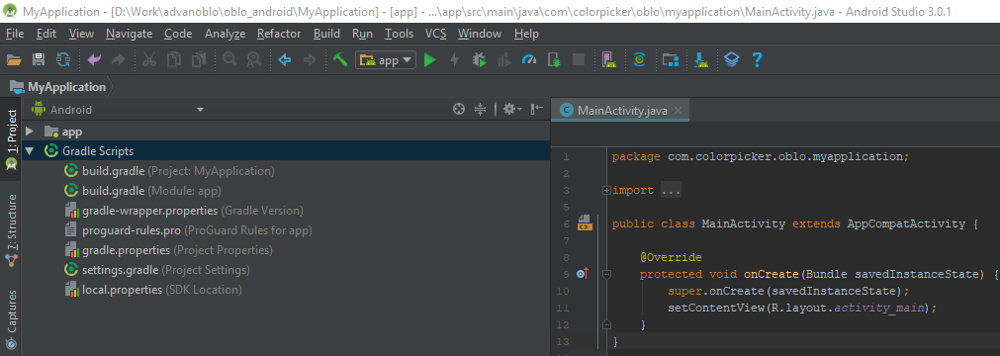 MyApplication - [D:\Work\advanoblo\oblo_android\MyApplication] - [app] - ...\app\src\main\java\com\colorpicker\oblo\myapplication\MainActivity.java - Android Studio 3.0.1
File Edit View Navigate Code Analyze Refactor Build Run Tools VCS Window Help
app
MyApplication
1: Project
7: Structure
Captures
Android
app
Gradle Scripts
build.gradle (Project: MyApplication)
build.gradle (Module: app)
gradle-wrapper.properties (Gradle Version)
proguard-rules.pro (ProGuard Rules for app)
gradle.properties (Project Properties)
settings.gradle (Project Settings)
local.properties (SDK Location)
MainActivity.java
1 package com.colorpicker.oblo.myapplication;
2
3 import ...
5
6 public class MainActivity extends AppCompatActivity {
7
8 @Override
9 protected void onCreate(Bundle savedInstanceState) {
10 super.onCreate(savedInstanceState);
11 setContentView(R.layout.activity_main);
12 }
13 }
14